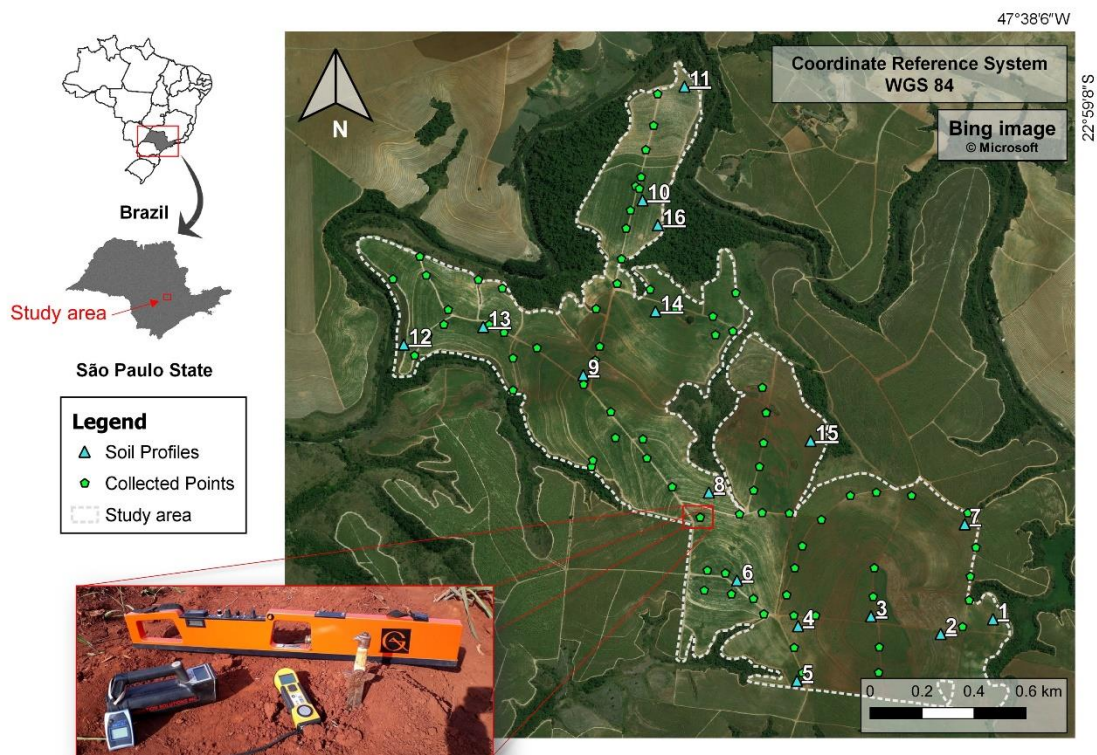 47°38'6"W
22°59'8"S
Coordinate Reference System
WGS 84
Bing image
© Microsoft
N
Brazil
Study area
São Paulo State
Legend
Soil Profiles
Collected Points
Study area
11
10
16
14
13
12
9
15
8
7
6
3
1
4
2
5
0 0.2 0.4 0.6 km